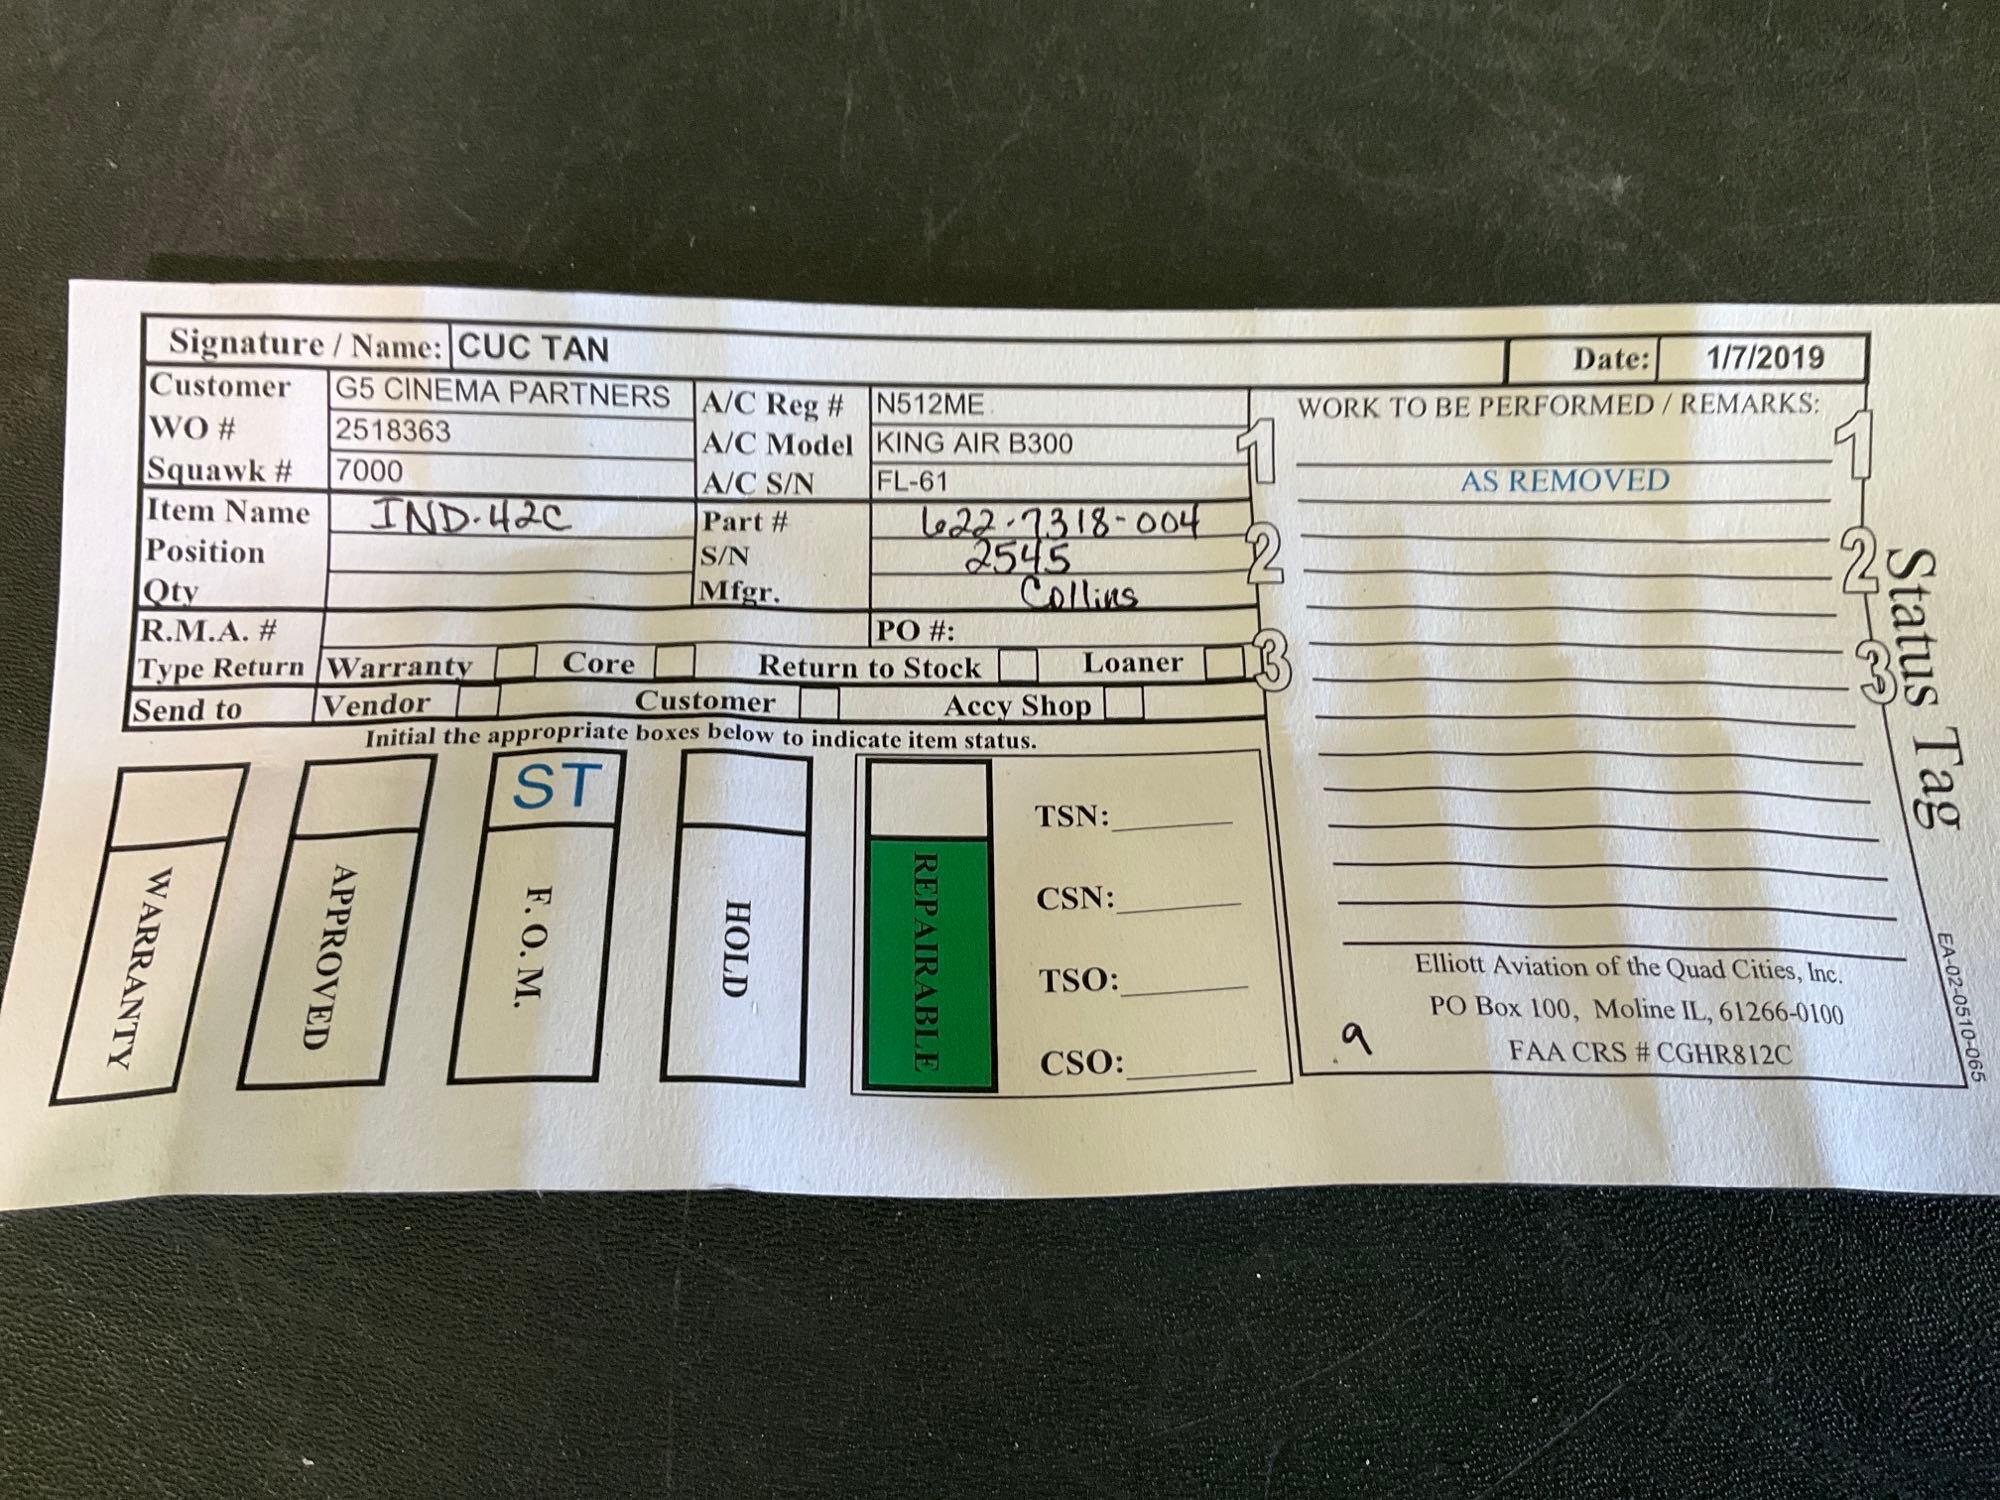 Signature / Name: CUC TAN Date: 1/7/2019
Customer G5 CINEMA PARTNERS A/C Reg # N512ME
WO # 2518363 A/C Model KING AIR B300
Squawk # 7000 A/C S/N FL-61
Item Name IND-42C Part # 622-7318-004
Position S/N 2545
Qty Mfgr. Collins
R.M.A. # PO #:
Type Return Warranty Core Return to Stock Loaner
Send to Vendor Customer Accy Shop
Initial the appropriate boxes below to indicate item status.
WARRANTY
APPROVED
ST
F. O. M.
HOLD
REPAIRABLE
TSN:
CSN:
TSO:
CSO:
1
2
3
WORK TO BE PERFORMED / REMARKS:
AS REMOVED
1
2
3
Status Tag
Elliott Aviation of the Quad Cities, Inc.
PO Box 100, Moline IL, 61266-0100
9 FAA CRS # CGHR812C
EA-02-0510-065